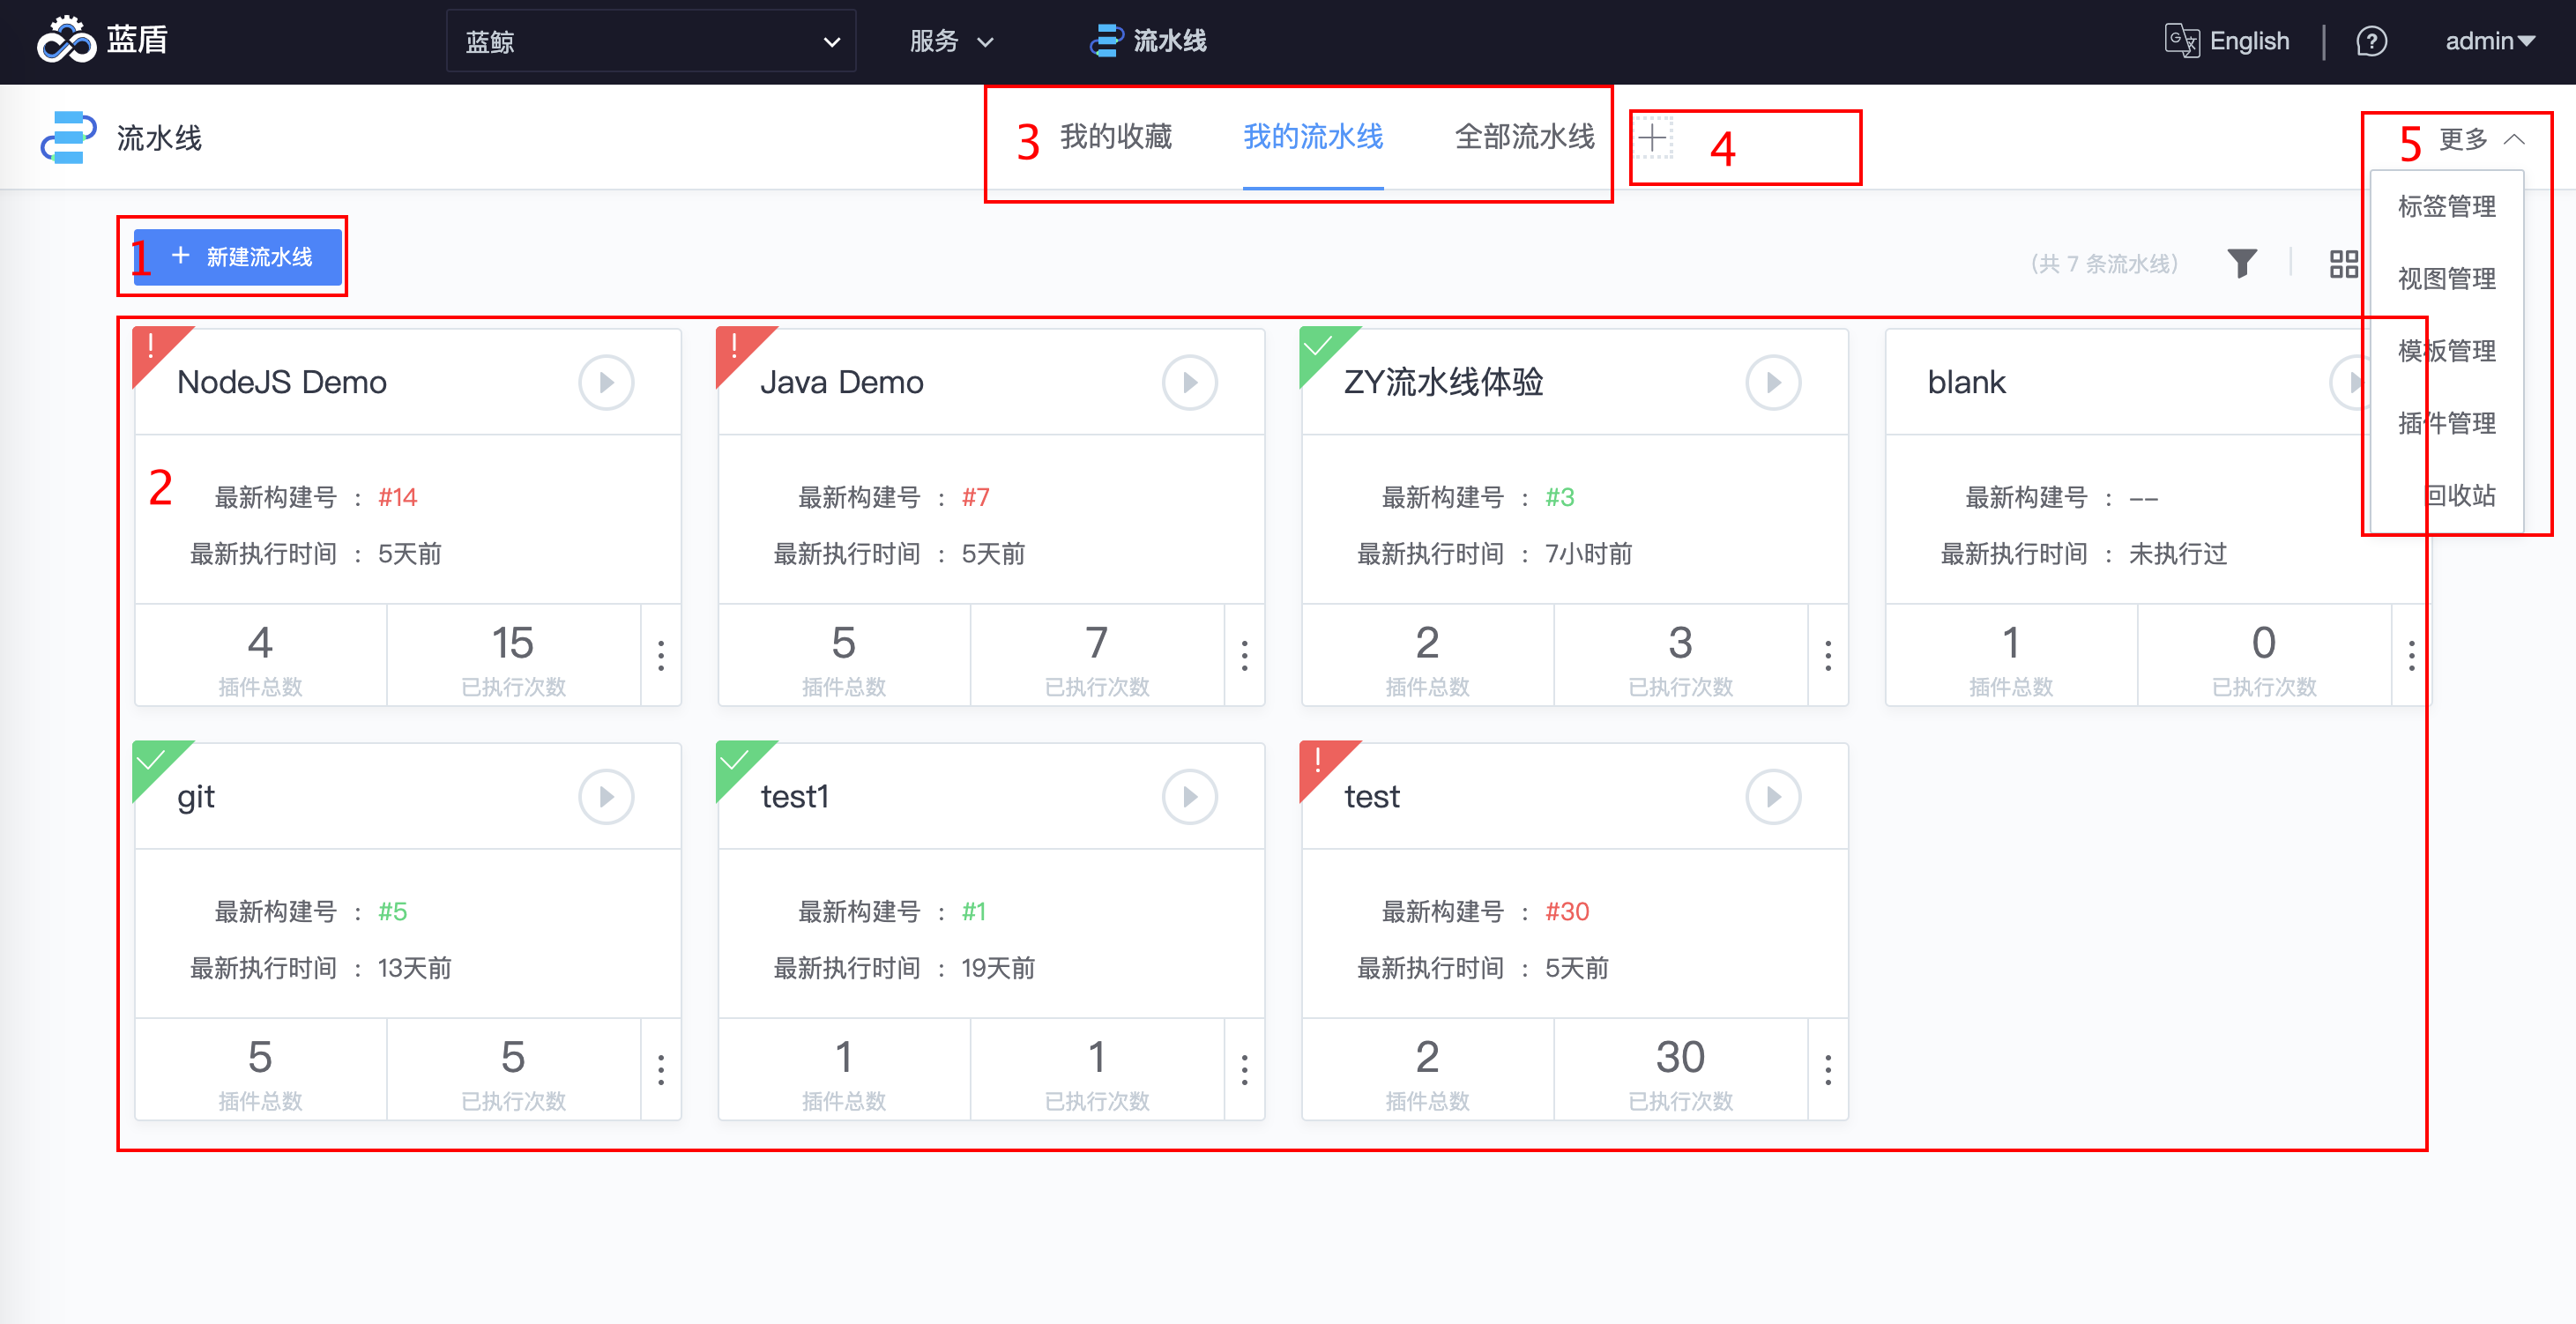 蓝盾
蓝鲸
服务
流水线
English
admin
流水线
3 我的收藏 我的流水线 全部流水线
4
5 更多
标签管理
视图管理
模板管理
插件管理
回收站
1 + 新建流水线
(共 7 条流水线)
2
NodeJS Demo
最新构建号 : #14
最新执行时间 : 5天前
4 插件总数
15 已执行次数
Java Demo
最新构建号 : #7
最新执行时间 : 5天前
5 插件总数
7 已执行次数
ZY流水线体验
最新构建号 : #3
最新执行时间 : 7小时前
2 插件总数
3 已执行次数
blank
最新构建号 : --
最新执行时间 : 未执行过
1 插件总数
0 已执行次数
git
最新构建号 : #5
最新执行时间 : 13天前
5 插件总数
5 已执行次数
test1
最新构建号 : #1
最新执行时间 : 19天前
1 插件总数
1 已执行次数
test
最新构建号 : #30
最新执行时间 : 5天前
2 插件总数
30 已执行次数